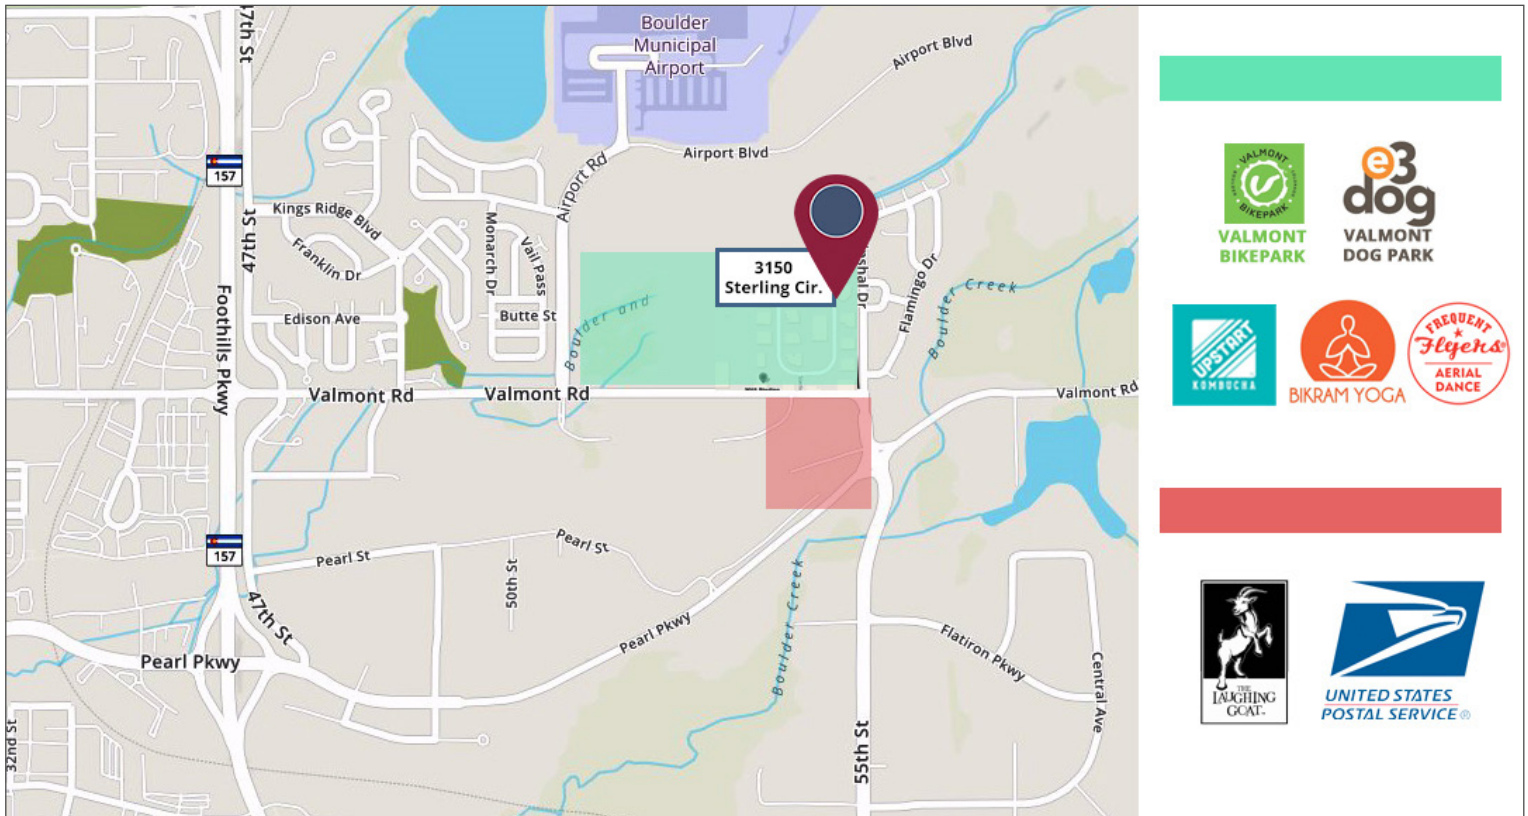 47th St
Boulder
Municipal
Airport
Airport Blvd
157
Airport Rd
Airport Blvd
Kings Ridge Blvd
47th St
Franklin Dr
Monarch Dr
Vail Pass
3150
Sterling Cir.
Flamingo Dr
Boulder Creek
Foothills Pkwy
Edison Ave
Butte St
Boulder and
Valmont Rd
Valmont Rd
Valmont Rd
157
Pearl St
Pearl St
50th St
47th St
Pearl Pkwy
Pearl Pkwy
Boulder Creek
Flatiron Pkwy
Central Ave
32nd St
55th St
VALMONT
BIKEPARK
VALMONT
BIKEPARK
e3
dog
VALMONT
DOG PARK
UPSTART
KOMBUCHA
BIKRAM YOGA
FREQUENT
Flyers®
AERIAL
DANCE
THE
LAUGHING
GOAT
UNITED STATES
POSTAL SERVICE®